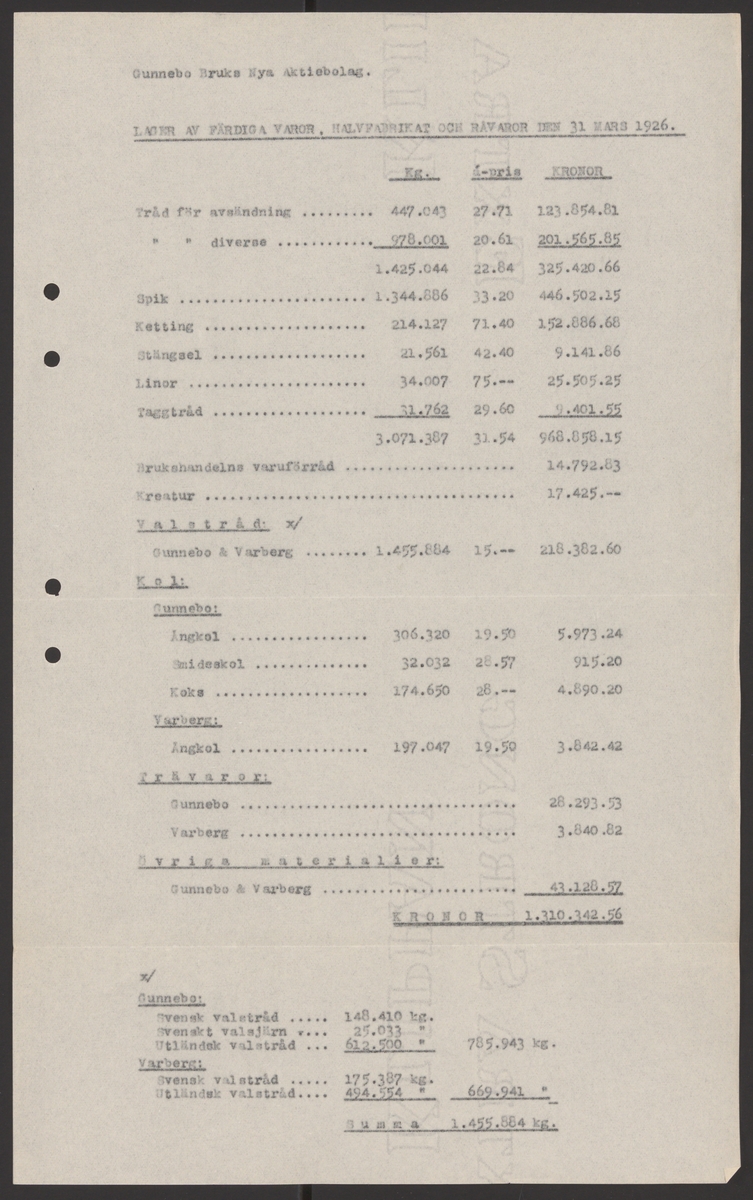 Gunnebo Bruks Nya Aktiebolag.
LAGER AV FÄRDIGA VAROR, HALVFABRIKAT OCH RÅVAROR DEN 31 MARS 1926.
Kg. á-pris KRONOR
Tråd för avsändning ......... 447.043 27.71 123.854.81
" " diverse ............ 978.001 20.61 201.565.85
1.425.044 22.84 325.420.66
Spik ....................... 1.344.886 33.20 446.502.15
Ketting .................... 214.127 71.40 152.886.68
Stängsel ................... 21.561 42.40 9.141.86
Linor ...................... 34.007 75.-- 25.505.25
Taggtråd ................... 31.762 29.60 9.401.55
3.071.387 31.54 968.858.15
Brukshandelns varuförråd ..................... 14.792.83
Kreatur ...................................... 17.425.--
Valstråd: x/
Gunnebo & Varberg ........ 1.455.884 15.-- 218.382.60
Kol:
Gunnebo:
Ångkol ................. 306.320 19.50 5.973.24
Smideskol .............. 32.032 28.57 915.20
Koks ................... 174.650 28.-- 4.890.20
Varberg:
Ångkol ................. 197.047 19.50 3.842.42
Trävaror:
Gunnebo .................................. 28.293.53
Varberg .................................. 3.840.82
Övriga materialier:
Gunnebo & Varberg ........................ 43.128.57
KRONOR 1.310.342.56
x/
Gunnebo:
Svensk valstråd ..... 148.410 kg.
Svenskt valsjärn .... 25.033 "
Utländsk valstråd ... 612.500 " 785.943 kg.
Varberg:
Svensk valstråd ..... 175.387 kg.
Utländsk valstråd.... 494.554 " 669.941 "
Summa 1.455.884 kg.